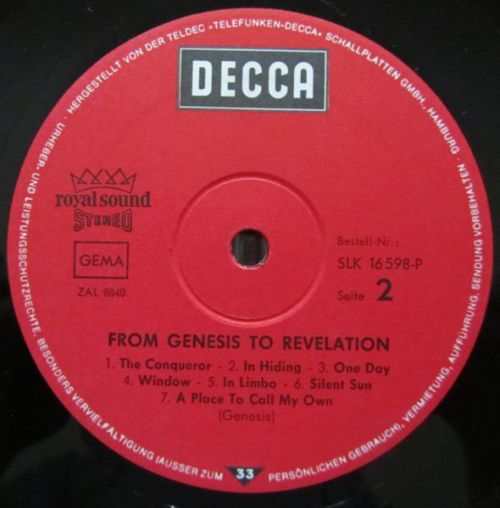 · HERGESTELLT VON DER TELDEC »TELEFUNKEN-DECCA« SCHALLPLATTEN GMBH., HAMBURG · SENDUNG VORBEHALTEN
URHEBER- UND LEISTUNGSSCHUTZRECHTE, BESONDERS VERVIELFÄLTIGUNG (AUSSER ZUM PERSÖNLICHEN GEBRAUCH), VERMIETUNG, AUFFÜHRUNG,
DECCA
royal sound
STEREO
GEMA
ZAL 8840
Bestell-Nr.:
SLK 16 598-P
Seite 2
FROM GENESIS TO REVELATION
1. The Conqueror - 2. In Hiding - 3. One Day
4. Window - 5. In Limbo - 6. Silent Sun
7. A Place To Call My Own
(Genesis)
33